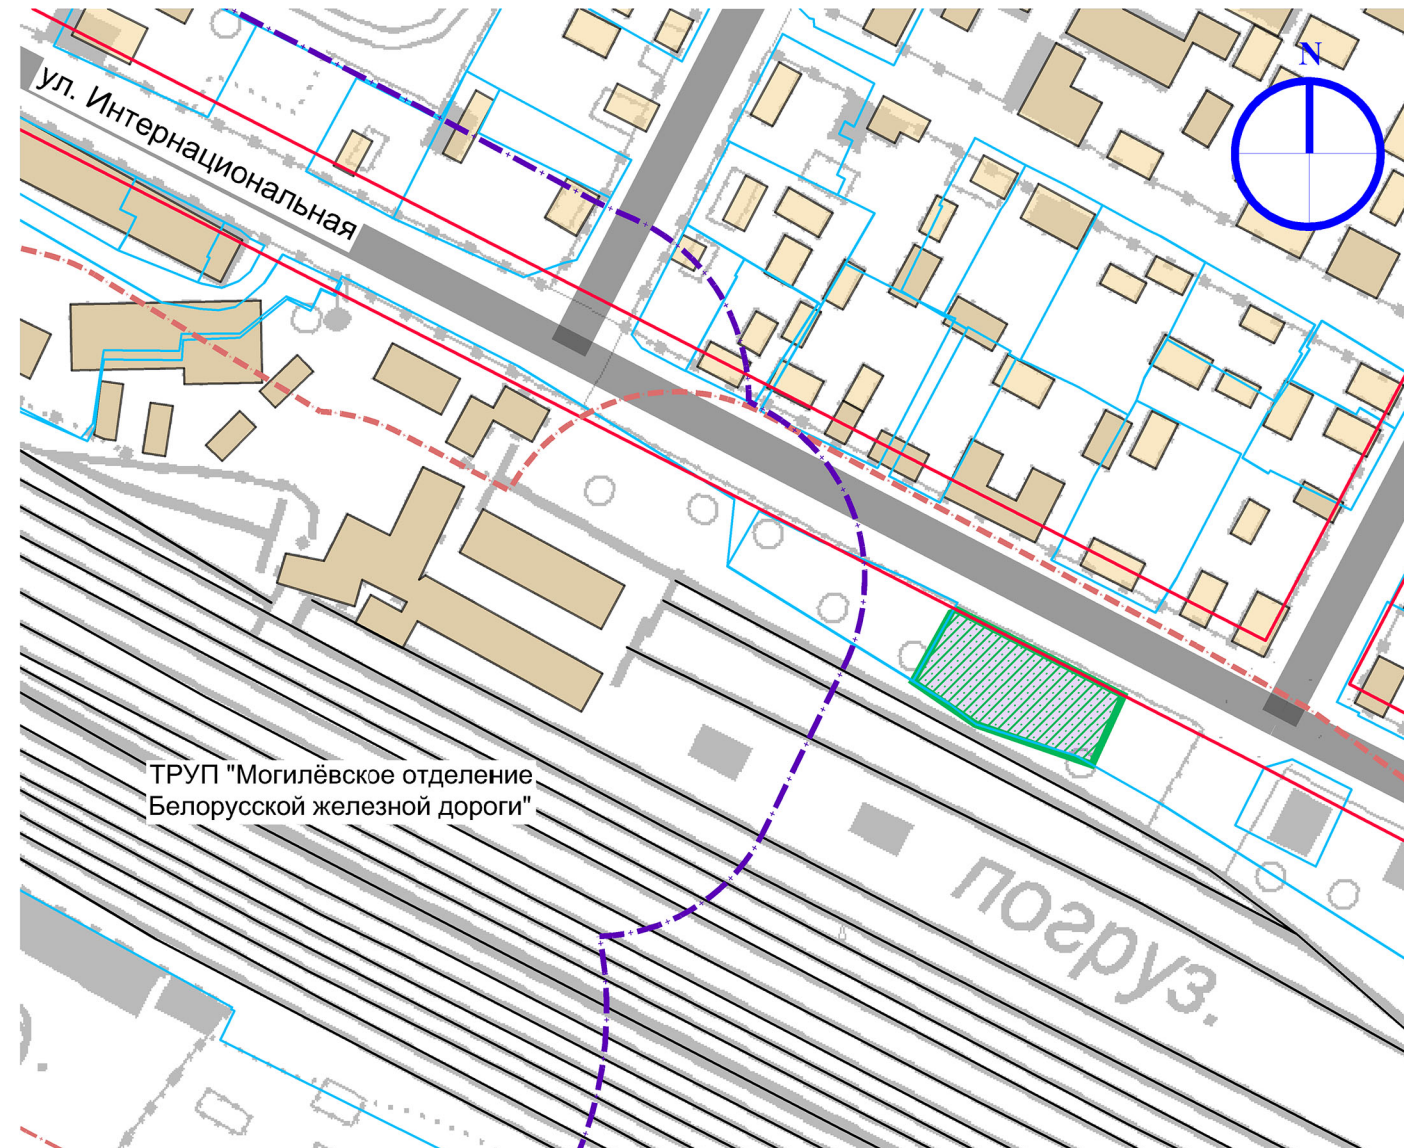 N
ул. Интернациональная
ТРУП "Могилёвское отделение
Белорусской железной дороги"
погруз.